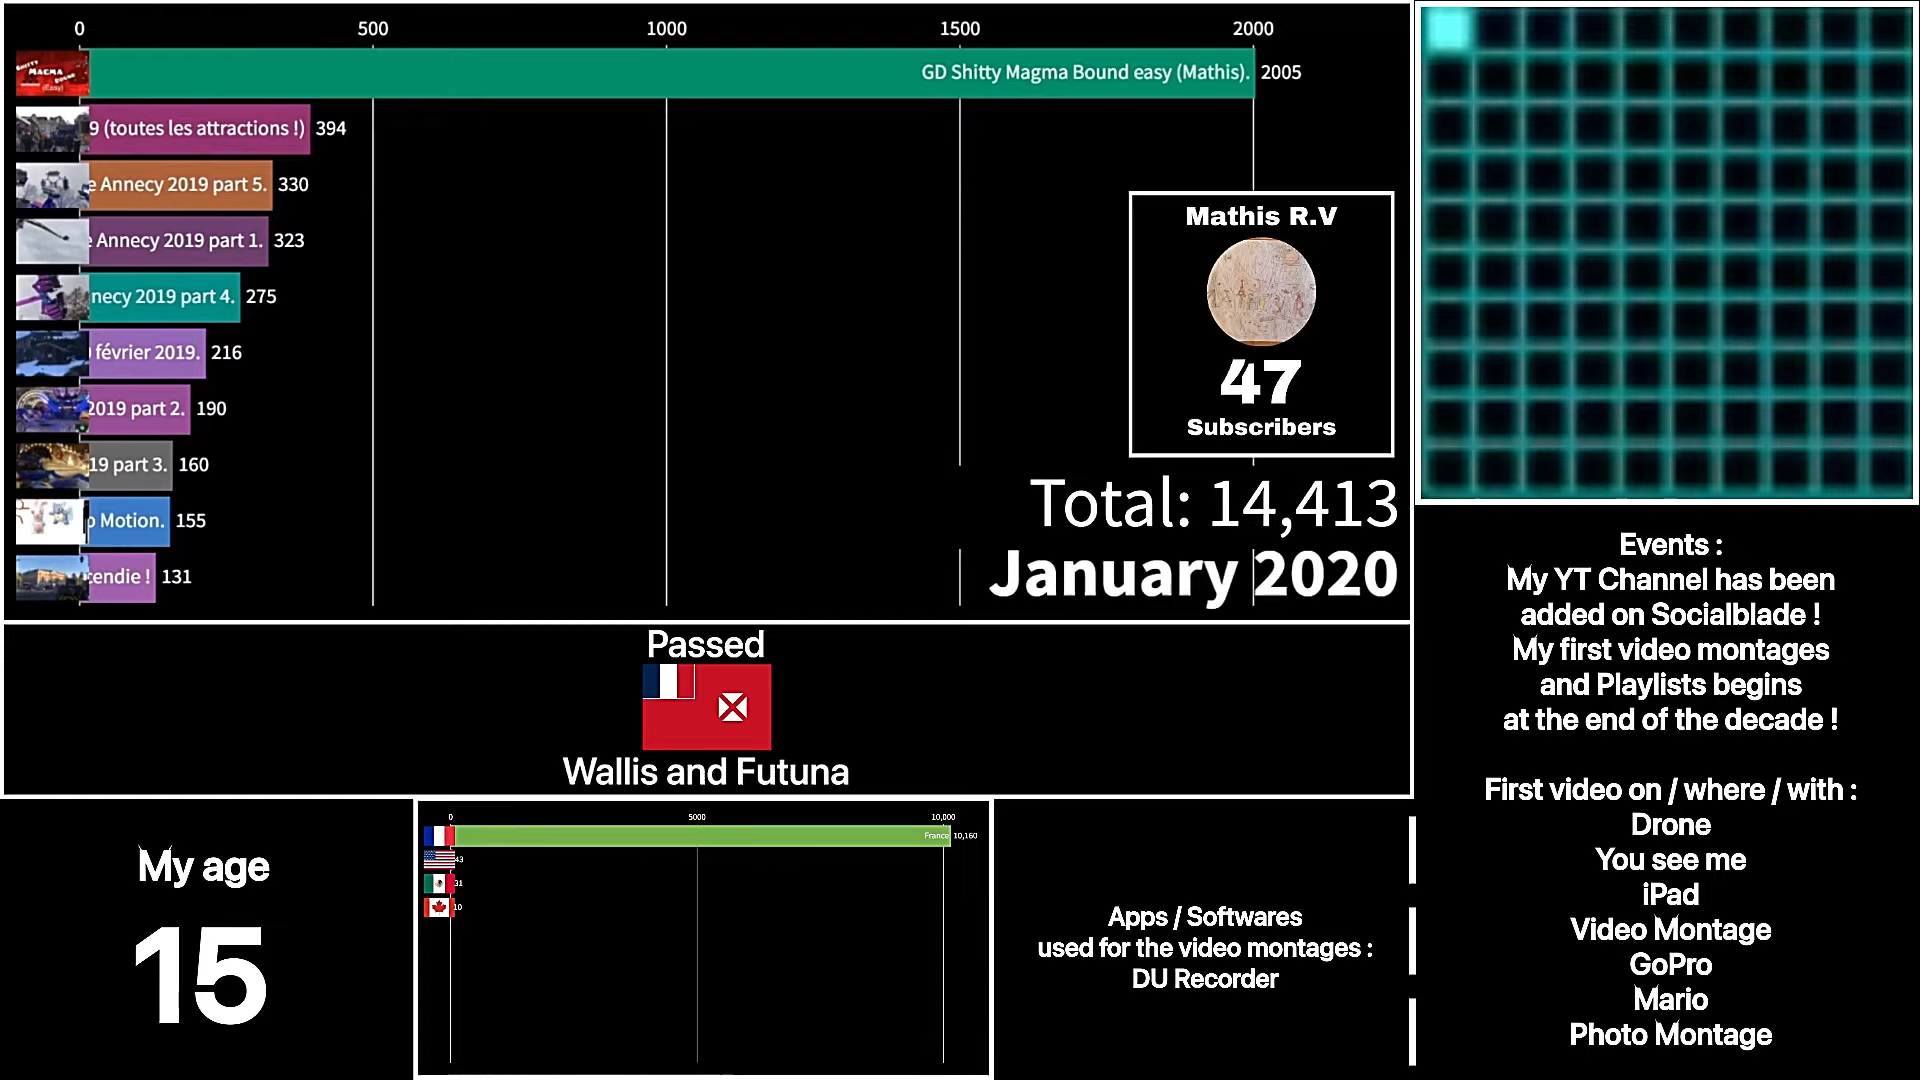 0 500 1000 1500 2000
GD Shitty Magma Bound easy (Mathis). 2005
9 (toutes les attractions !) 394
e Annecy 2019 part 5. 330
e Annecy 2019 part 1. 323
necy 2019 part 4. 275
février 2019. 216
2019 part 2. 190
19 part 3. 160
p Motion. 155
cendie ! 131
Mathis R.V
47
Subscribers
Total: 14,413
January 2020
Passed
Wallis and Futuna
My age
15
0 5000 10,000
France 10,160
43
31
10
Apps / Softwares
used for the video montages :
DU Recorder
Events :
My YT Channel has been
added on Socialblade !
My first video montages
and Playlists begins
at the end of the decade !
First video on / where / with :
Drone
You see me
iPad
Video Montage
GoPro
Mario
Photo Montage